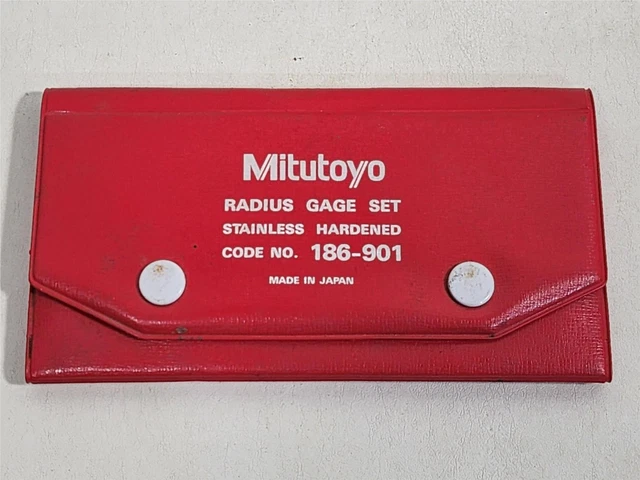 Mitutoyo
RADIUS GAGE SET
STAINLESS HARDENED
CODE NO. 186-901
MADE IN JAPAN